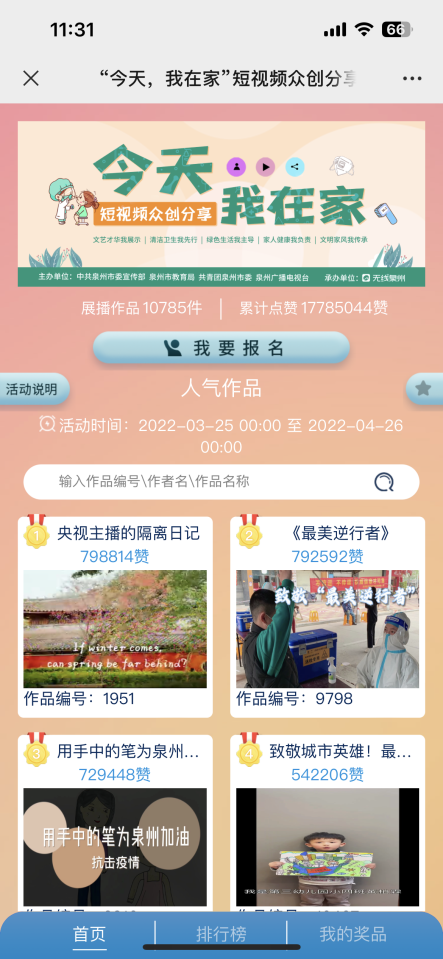 11:31
66
“今天，我在家”短视频众创分享
今天
短视频众创分享
我在家
文艺才华我展示 | 清洁卫生我先行 | 绿色生活我主导 | 家人健康我负责 | 文明家风我传承
主办单位：中共泉州市委宣传部 泉州市教育局 共青团泉州市委 泉州广播电视台 承办单位：无线泉州
展播作品10785件 | 累计点赞17785044赞
我要报名
活动说明
人气作品
活动时间：2022-03-25 00:00 至 2022-04-26
00:00
输入作品编号\作者名\作品名称
1 央视主播的隔离日记
798814赞
If winter comes,
can spring be far behind?
作品编号：1951
2 《最美逆行者》
792592赞
致敬“最美逆行者”
作品编号：9798
3 用手中的笔为泉州...
729448赞
用手中的笔为泉州加油
抗击疫情
4 致敬城市英雄！最...
542206赞
首页
排行榜
我的奖品